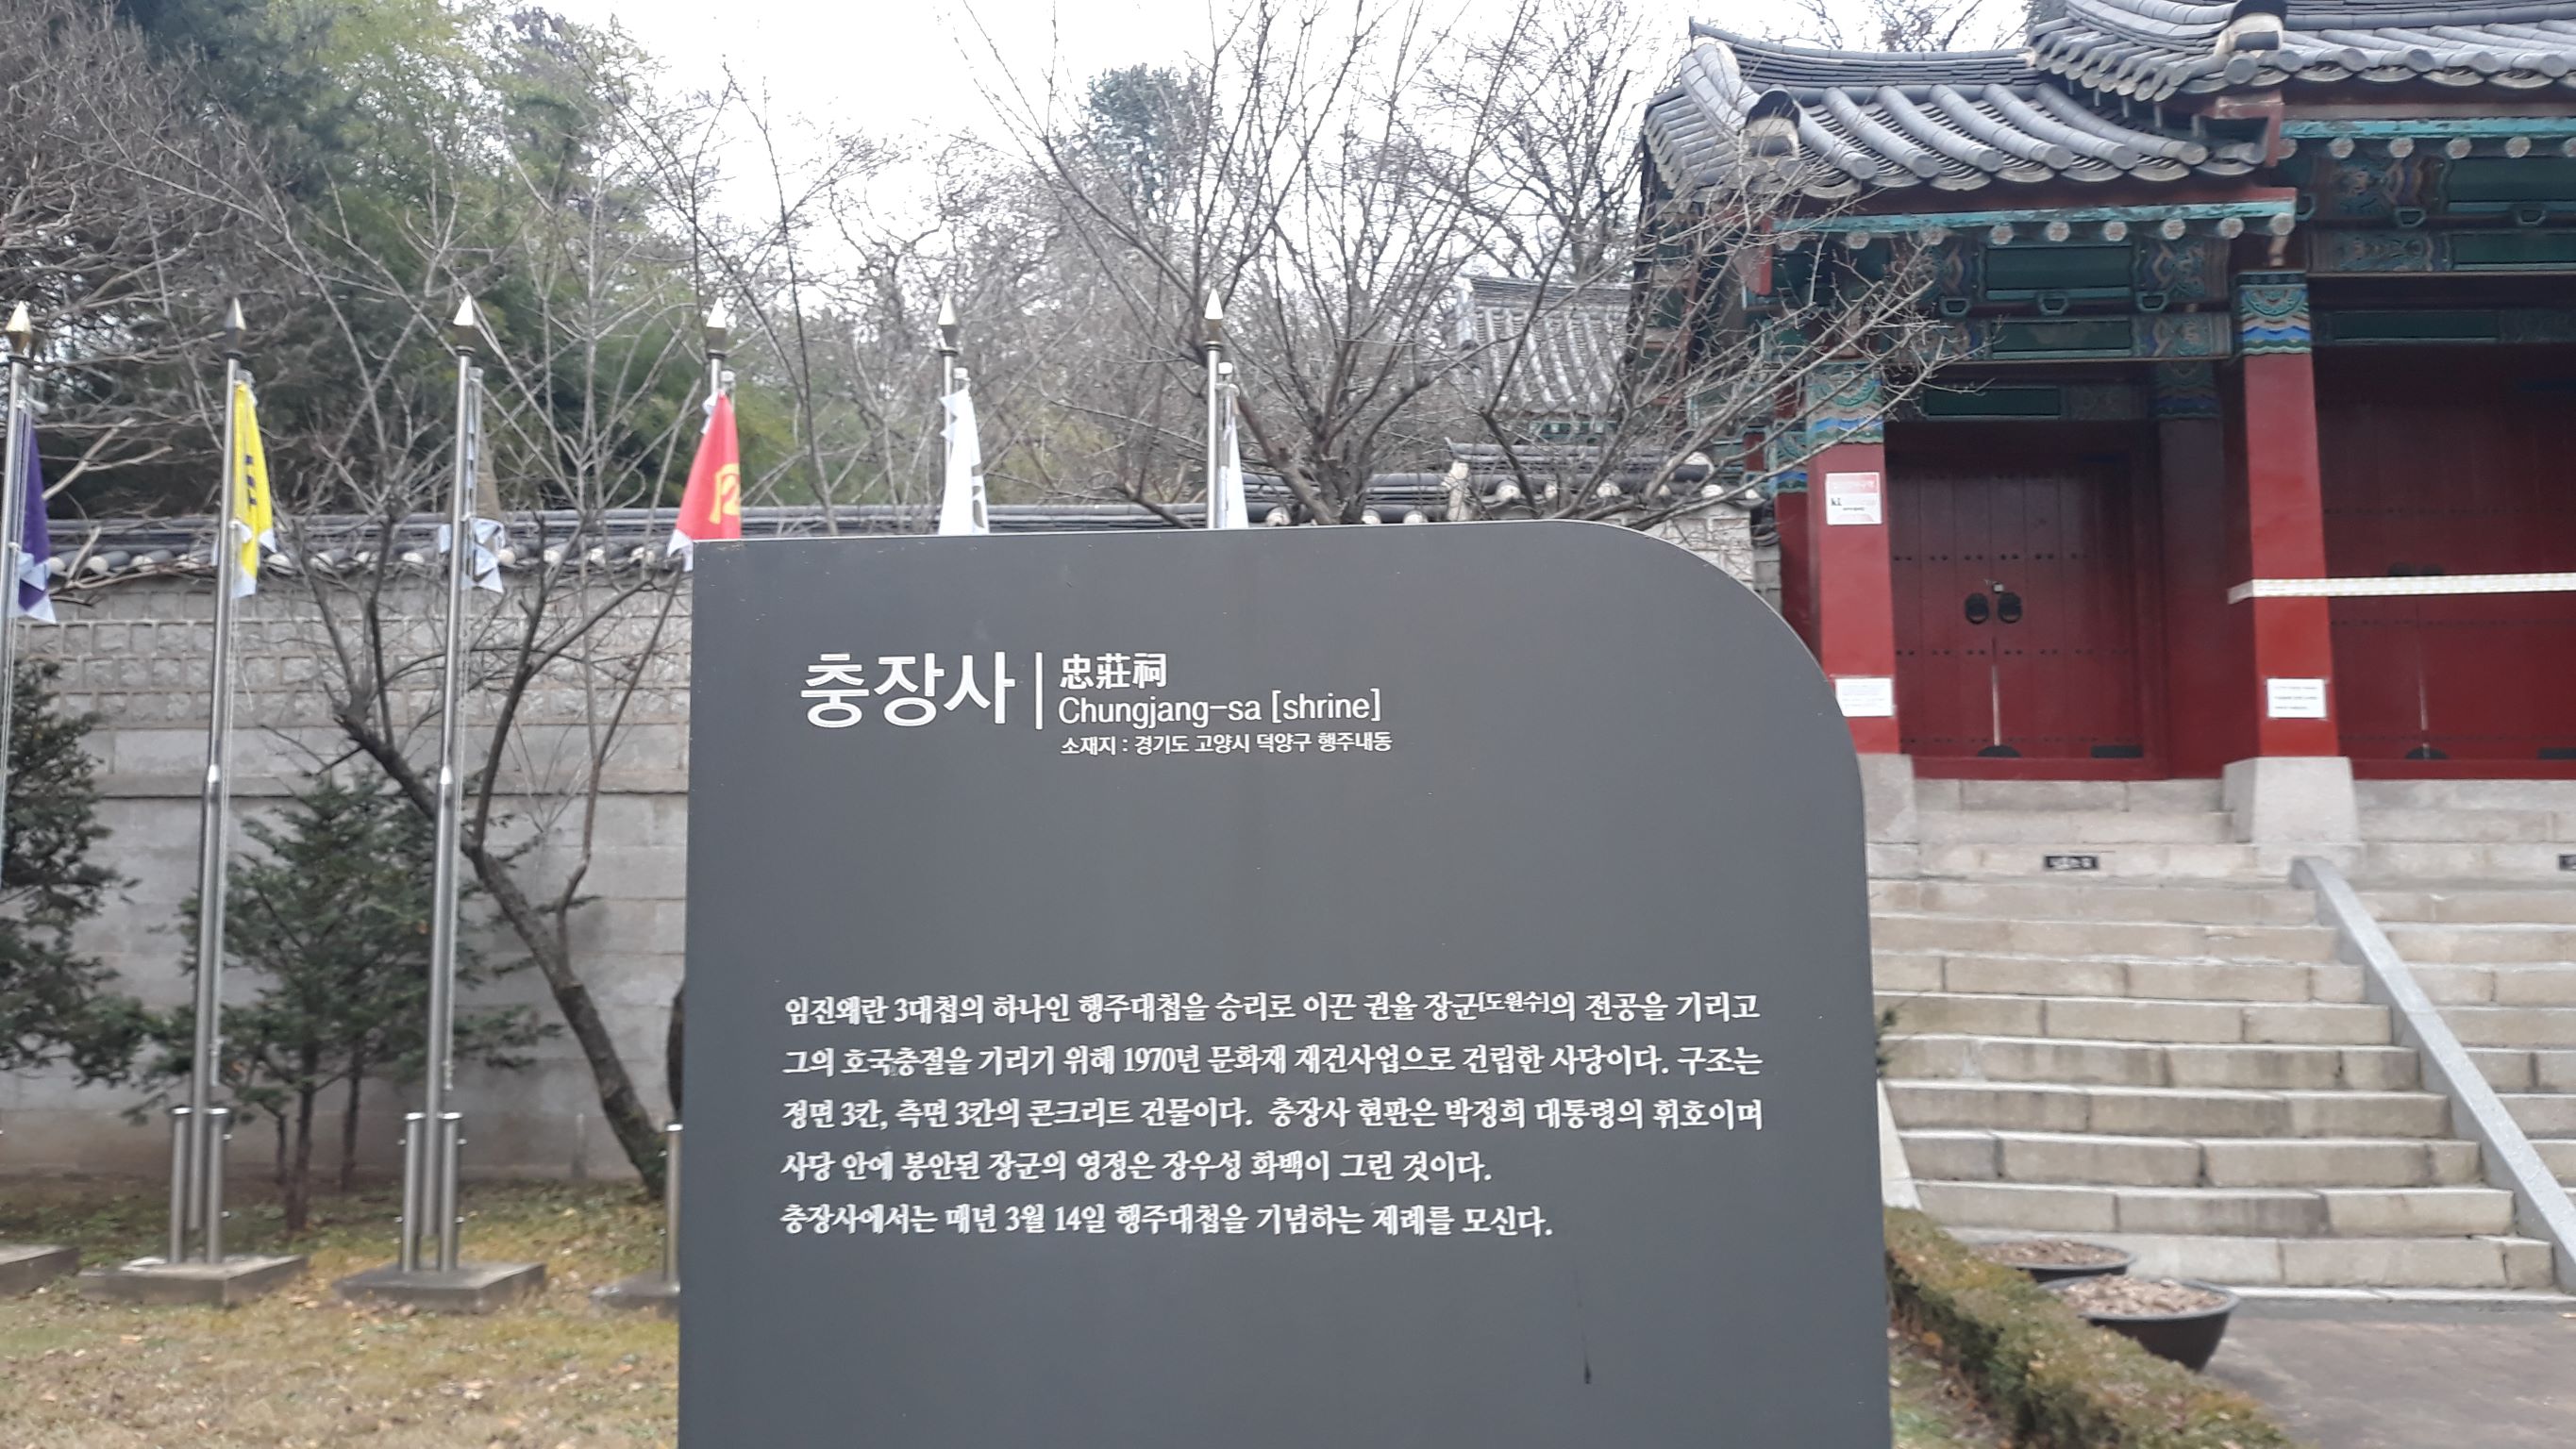 충장사
忠莊祠
Chungjang-sa [shrine]
소재지 : 경기도 고양시 덕양구 행주내동
임진왜란 3대첩의 하나인 행주대첩을 승리로 이끈 권율 장군[도원수]의 전공을 기리고
그의 호국충절을 기리기 위해 1970년 문화재 재건사업으로 건립한 사당이다. 구조는
정면 3칸, 측면 3칸의 콘크리트 건물이다. 충장사 현판은 박정희 대통령의 휘호이며
사당 안에 봉안된 장군의 영정은 장우성 화백이 그린 것이다.
충장사에서는 매년 3월 14일 행주대첩을 기념하는 제례를 모신다.